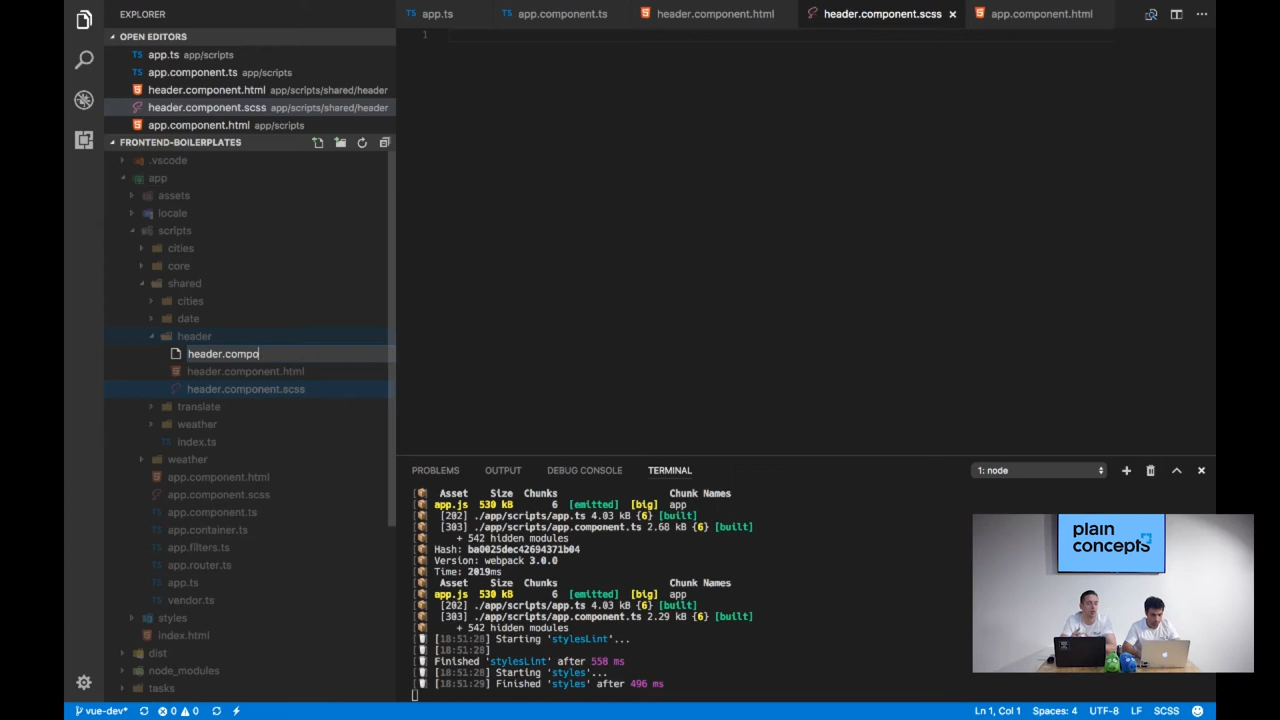 EXPLORER
OPEN EDITORS
app.ts app/scripts
app.component.ts app/scripts
header.component.html app/scripts/shared/header
header.component.scss app/scripts/shared/header
app.component.html app/scripts
FRONTEND-BOILERPLATES
.vscode
app
assets
locale
scripts
cities
core
shared
cities
date
header
header.compo
header.component.html
header.component.scss
translate
weather
index.ts
weather
app.component.html
app.component.scss
app.component.ts
app.container.ts
app.filters.ts
app.router.ts
app.ts
vendor.ts
styles
index.html
dist
node_modules
tasks
app.ts app.component.ts header.component.html header.component.scss app.component.html
1
PROBLEMS OUTPUT DEBUG CONSOLE TERMINAL 1: node
Asset Size Chunks Chunk Names
app.js 530 kB 6 [emitted] [big] app
[202] ./app/scripts/app.ts 4.03 kB {6} [built]
[303] ./app/scripts/app.component.ts 2.68 kB {6} [built]
+ 542 hidden modules
Hash: ba0025dec42694371b04
Version: webpack 3.0.0
Time: 2019ms
Asset Size Chunks Chunk Names
app.js 530 kB 6 [emitted] [big] app
[202] ./app/scripts/app.ts 4.03 kB {6} [built]
[303] ./app/scripts/app.component.ts 2.29 kB {6} [built]
+ 542 hidden modules
[18:51:28] Starting 'stylesLint'...
[18:51:28]
Finished 'stylesLint' after 558 ms
[18:51:28] Starting 'styles'...
[18:51:29] Finished 'styles' after 496 ms
plain
concepts
vue-dev* 0 0 Ln 1, Col 1 Spaces: 4 UTF-8 LF SCSS